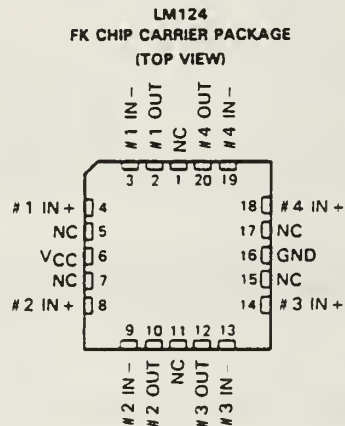 LM124
FK CHIP CARRIER PACKAGE
(TOP VIEW)
#1 IN −
#1 OUT
NC
#4 OUT
#4 IN −
3 2 1 20 19
#1 IN + 4
NC 5
VCC 6
NC 7
#2 IN + 8
18 #4 IN +
17 NC
16 GND
15 NC
14 #3 IN +
9 10 11 12 13
#2 IN −
#2 OUT
NC
#3 OUT
#3 IN −